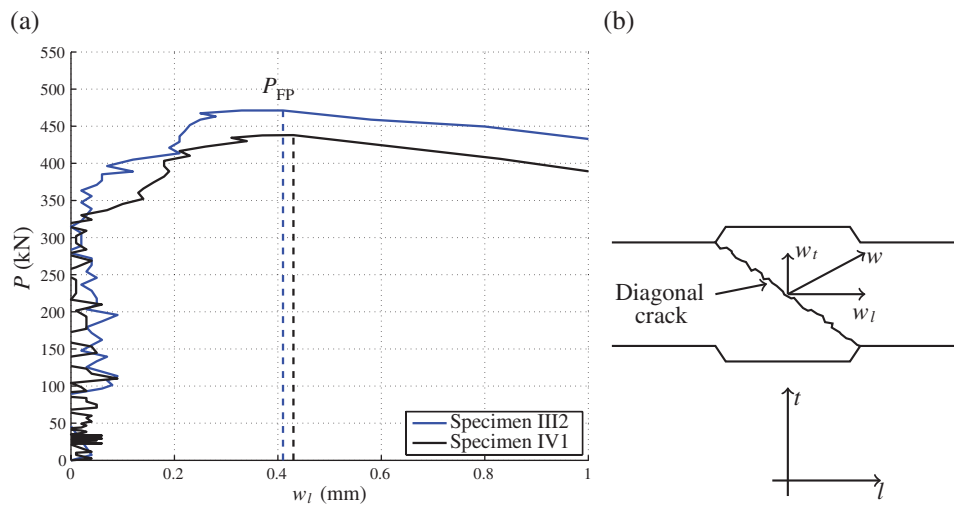 (a)
550
500
450
400
350
300
250
200
150
100
50
0
P (kN)
P_FP
Specimen III2
Specimen IV1
0
0.2
0.4
0.6
0.8
1
w_l (mm)
(b)
w_t
w
Diagonal
crack
w_l
t
l